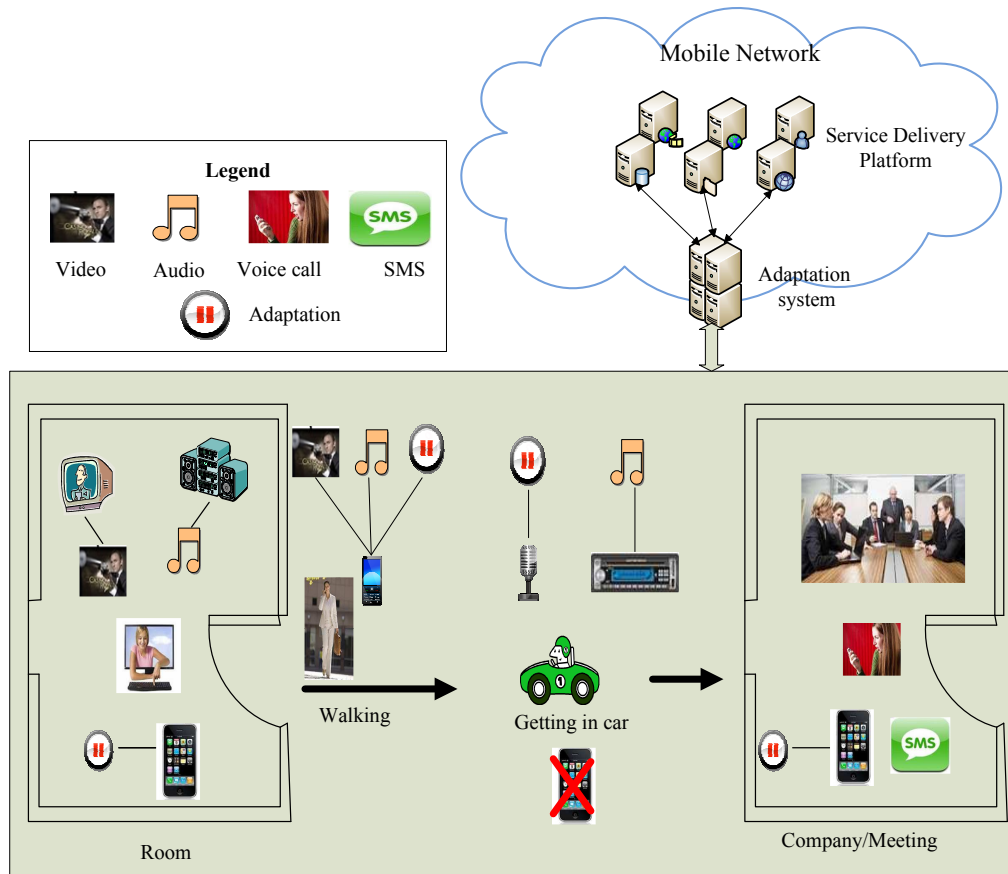 Mobile Network
Service Delivery
Platform
Adaptation
system
Legend
SMS
Video
Audio
Voice call
SMS
Adaptation
Walking
Getting in car
1
SMS
Room
Company/Meeting